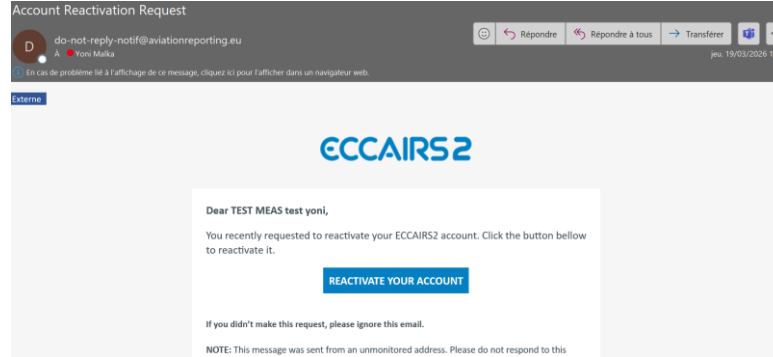 Account Reactivation Request
D
do-not-reply-notif@aviationreporting.eu
À Yoni Malka
Répondre
Répondre à tous
Transférer
jeu. 19/03/2026 1
En cas de problème lié à l'affichage de ce message, cliquez ici pour l'afficher dans un navigateur web.
Externe
ECCAIRS2
Dear TEST MEAS test yoni,
You recently requested to reactivate your ECCAIRS2 account. Click the button bellow
to reactivate it.
REACTIVATE YOUR ACCOUNT
If you didn't make this request, please ignore this email.
NOTE: This message was sent from an unmonitored address. Please do not respond to this